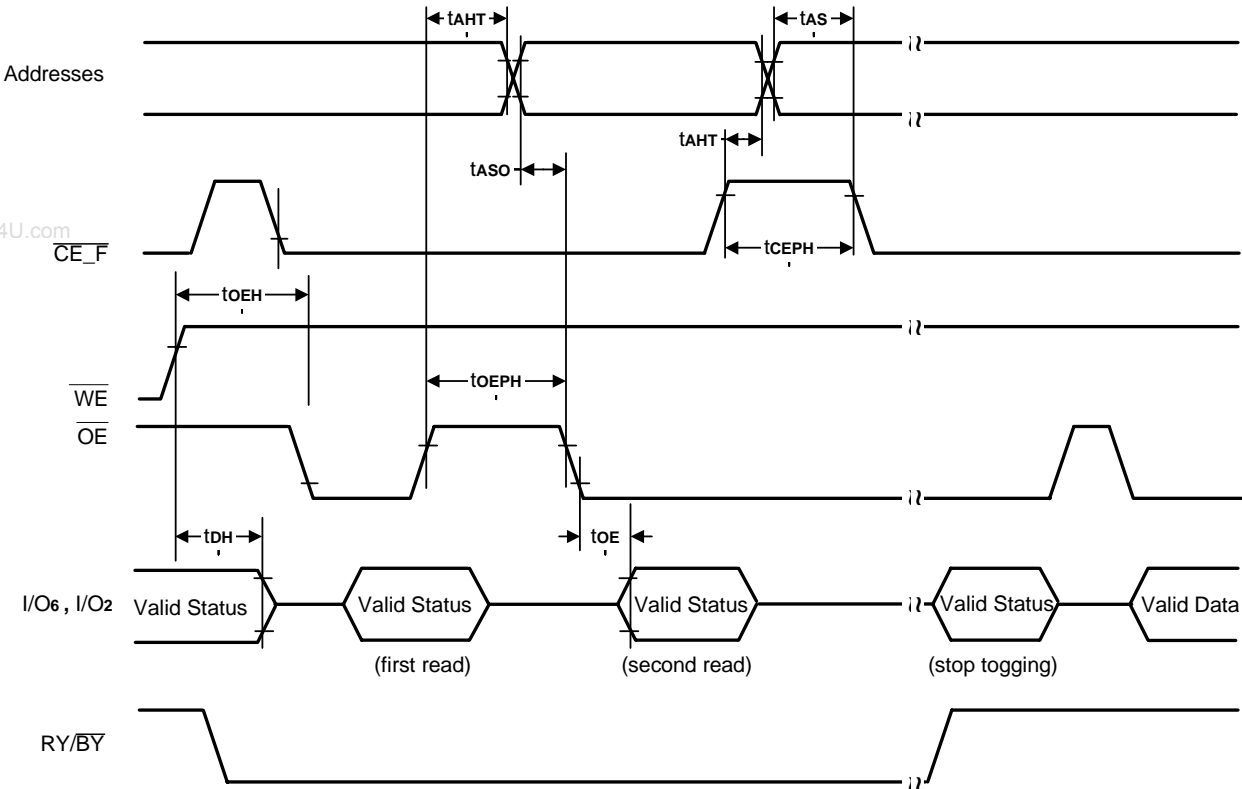 tAHT
tAS
Addresses
tAHT
tASO
4U.com
CE_F
tCEPH
tOEH
WE
tOEPH
OE
tDH
tOE
I/O6 , I/O2
Valid Status
Valid Status
Valid Status
Valid Status
Valid Data
(first read)
(second read)
(stop togging)
RY/BY